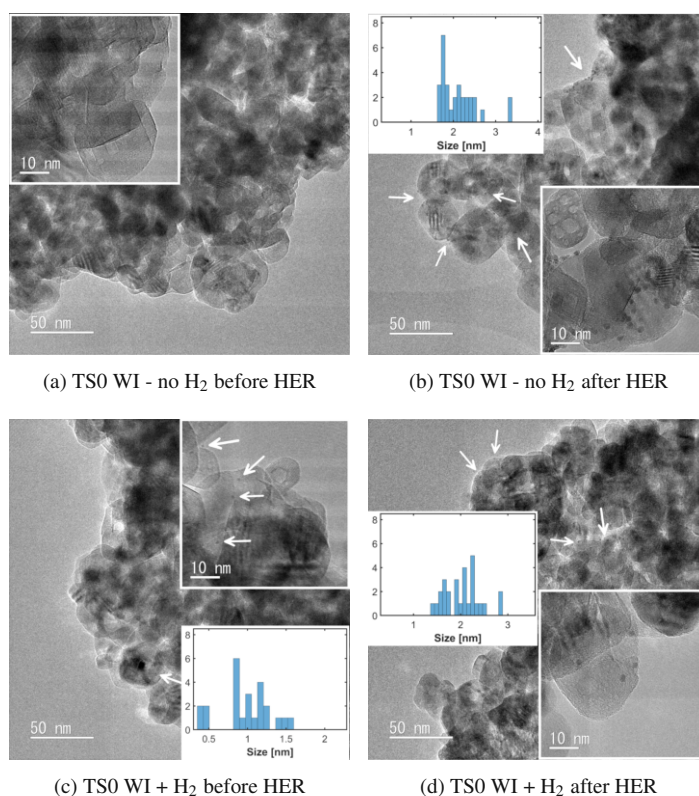 10 nm
50 nm
(a) TS0 WI - no H₂ before HER
8
6
4
2
0
1 2 3 4
Size [nm]
10 nm
(b) TS0 WI - no H₂ after HER
10 nm
8
6
4
2
0
0.5 1 1.5 2
Size [nm]
50 nm
(c) TS0 WI + H₂ before HER
8
6
4
2
0
1 2 3
Size [nm]
10 nm
50 nm
(d) TS0 WI + H₂ after HER